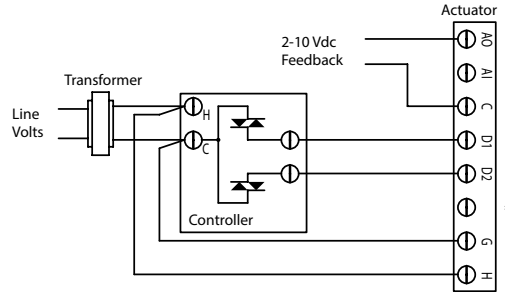 Actuator
2-10 Vdc
Feedback
AO
AI
C
D1
D2
G
H
Transformer
Line
Volts
H
C
Controller